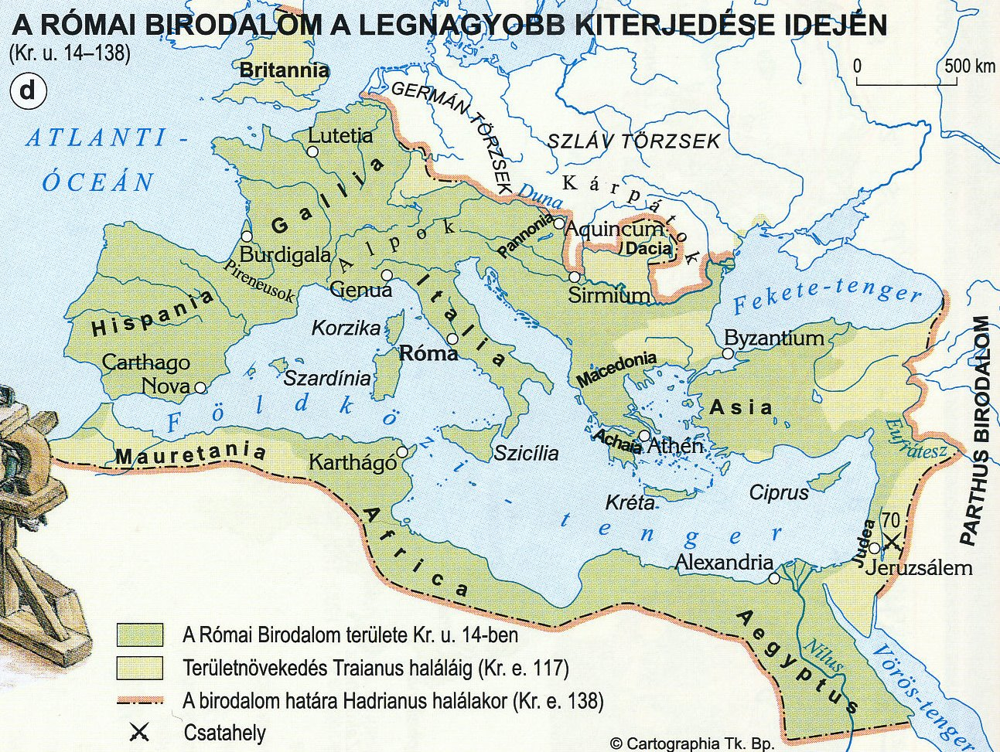 A RÓMAI BIRODALOM A LEGNAGYOBB KITERJEDÉSE IDEJÉN
(Kr. u. 14–138)
d
0 500 km
Britannia
GERMÁN TÖRZSEK
ATLANTI-
ÓCEÁN
Lutetia
SZLÁV TÖRZSEK
Gallia
Kárpátok
Duna
Pannonia
Aquincum
Dacia
Burdigala
Alpok
Pireneusok
Genua
Sirmium
Itália
Hispania
Fekete-tenger
Korzika
Róma
Byzantium
Carthago
Nova
Szardínia
Macedonia
Földközi-tenger
Asia
PARTHUS BIRODALOM
Eufrátesz
Mauretania
Karthágó
Szicília
Achaia
Athén
Kréta
Ciprus
70
Judea
Jeruzsálem
Africa
Alexandria
Aegyptus
Nílus
Vörös-tenger
A Római Birodalom területe Kr. u. 14-ben
Területnövekedés Traianus haláláig (Kr. e. 117)
A birodalom határa Hadrianus halálakor (Kr. e. 138)
Csatahely
© Cartographia Tk. Bp.